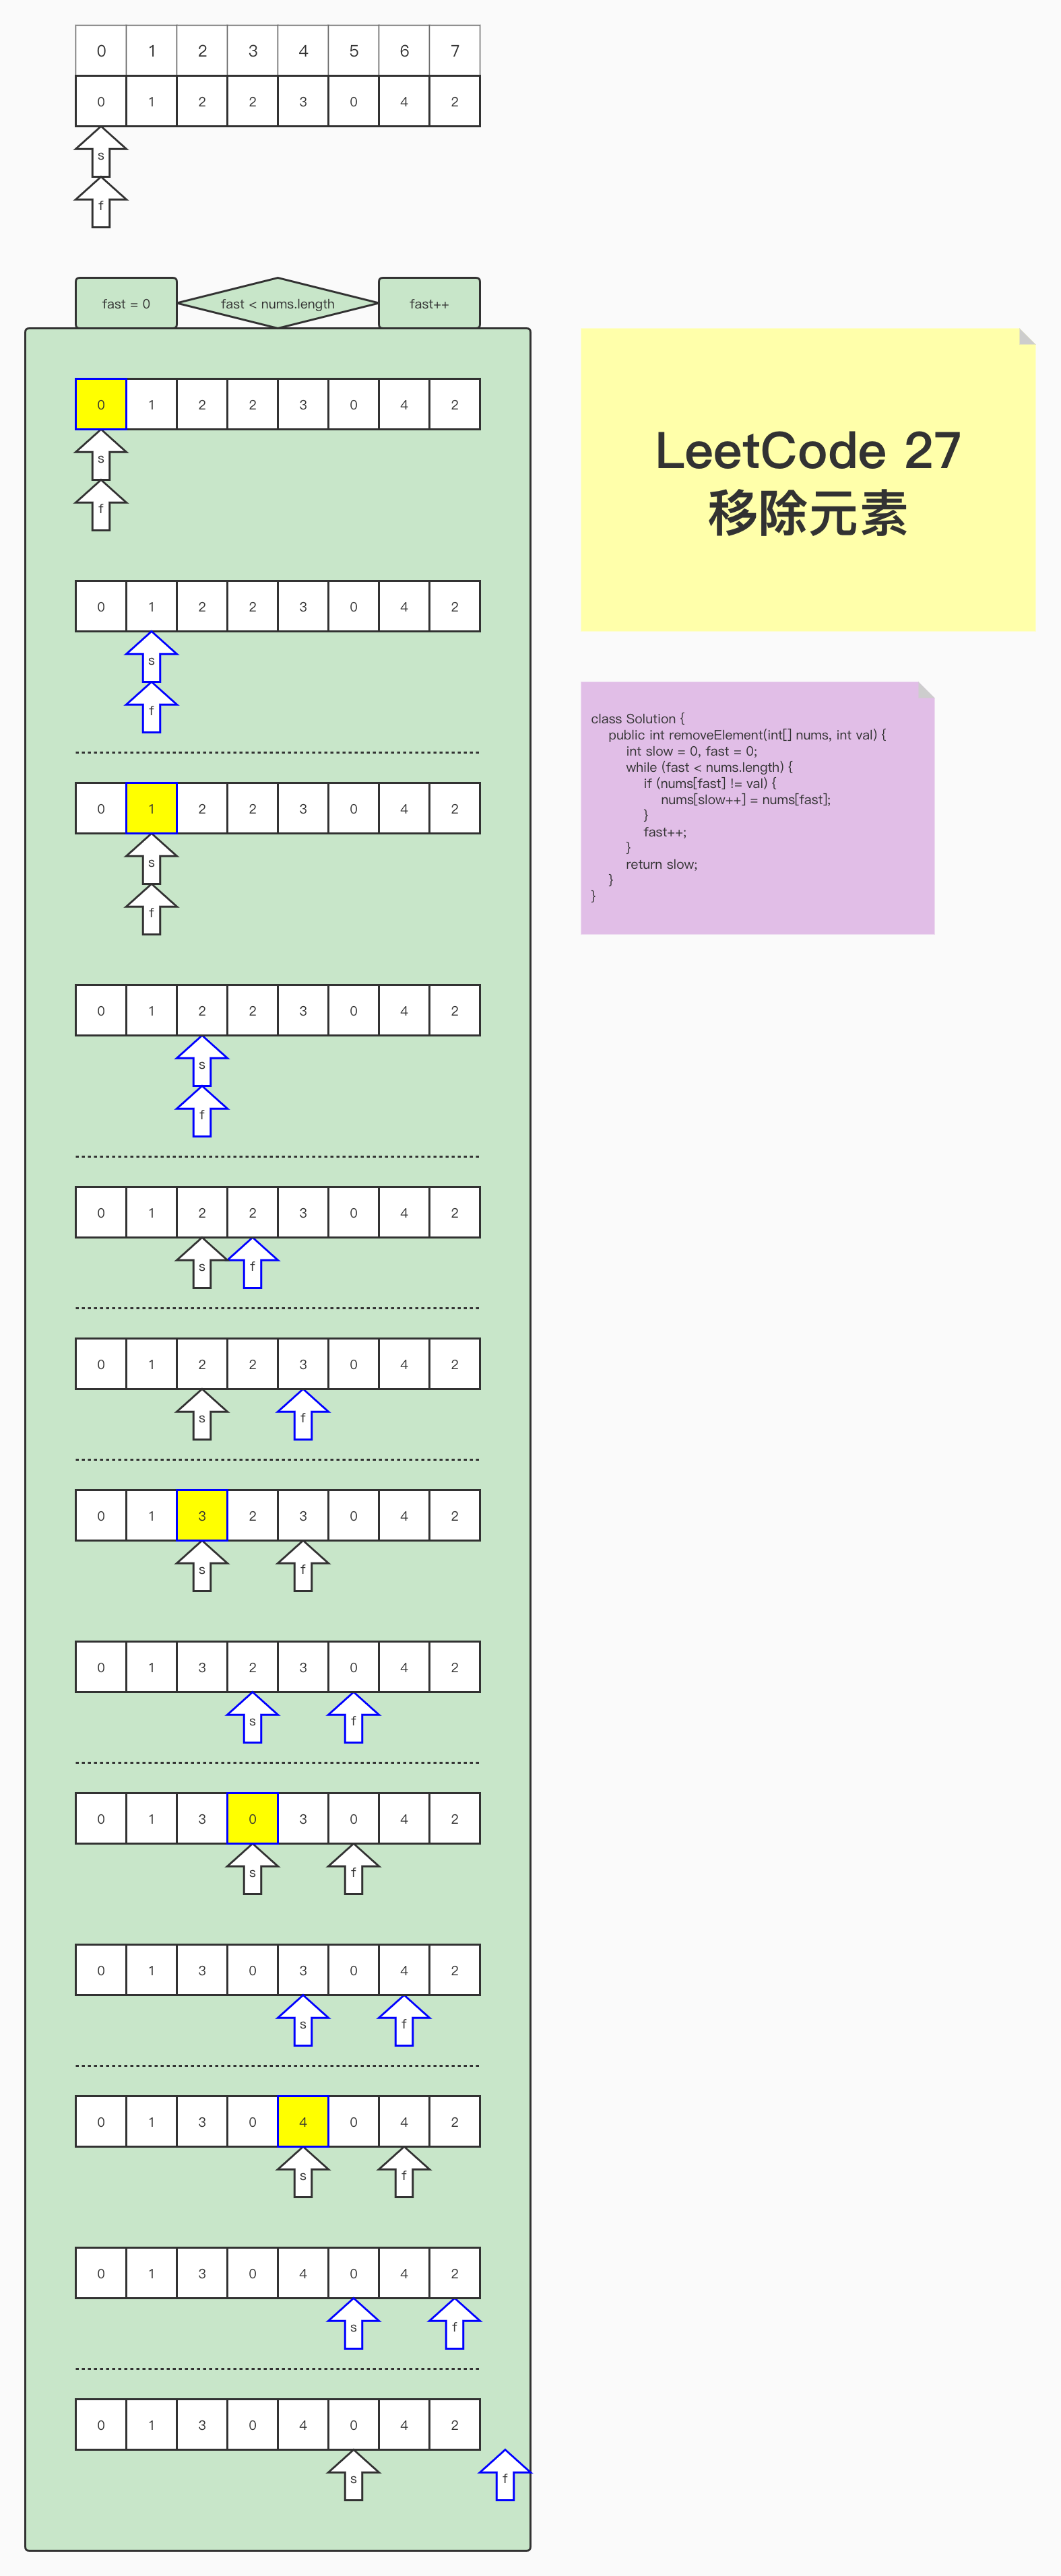 0 1 2 3 4 5 6 7
0 1 2 2 3 0 4 2
s
f
fast = 0 fast < nums.length fast++
0 1 2 2 3 0 4 2
s
f
0 1 2 2 3 0 4 2
s
f
0 1 2 2 3 0 4 2
s
f
0 1 2 2 3 0 4 2
s
f
0 1 2 2 3 0 4 2
s f
0 1 2 2 3 0 4 2
s f
0 1 3 2 3 0 4 2
s f
0 1 3 2 3 0 4 2
s f
0 1 3 0 3 0 4 2
s f
0 1 3 0 3 0 4 2
s f
0 1 3 0 4 0 4 2
s f
0 1 3 0 4 0 4 2
s f
0 1 3 0 4 0 4 2
s f
LeetCode 27
移除元素
class Solution {
    public int removeElement(int[] nums, int val) {
        int slow = 0, fast = 0;
        while (fast < nums.length) {
            if (nums[fast] != val) {
                nums[slow++] = nums[fast];
            }
            fast++;
        }
        return slow;
    }
}